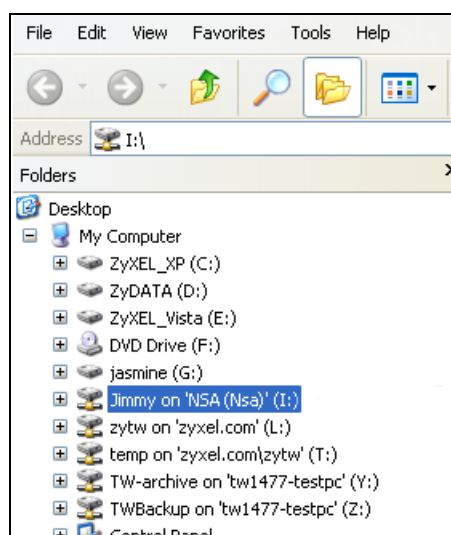 File Edit View Favorites Tools Help
Address I:\
Folders
Desktop
My Computer
ZyXEL_XP (C:)
ZyDATA (D:)
ZyXEL_Vista (E:)
DVD Drive (F:)
jasmine (G:)
Jimmy on 'NSA (Nsa)' (I:)
zytw on 'zyxel.com' (L:)
temp on 'zyxel.com\zytw' (T:)
TW-archive on 'tw1477-testpc' (Y:)
TWBackup on 'tw1477-testpc' (Z:)
Control Panel